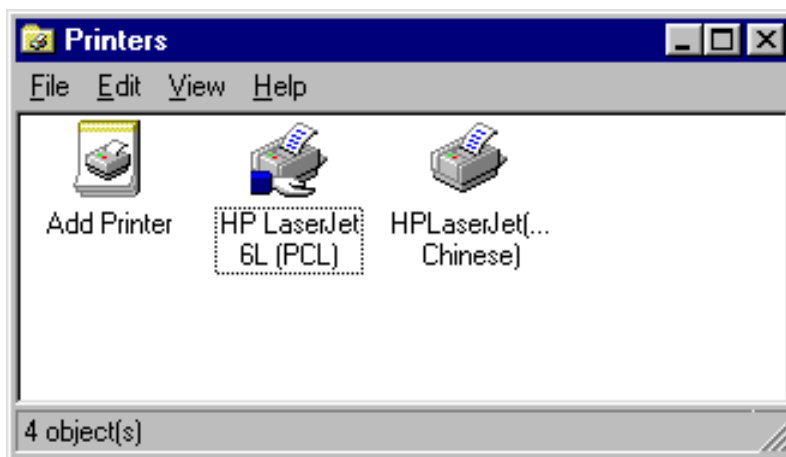 Printers
File Edit View Help
Add Printer
HP LaserJet
6L (PCL)
HPLaserJet(...
Chinese)
4 object(s)